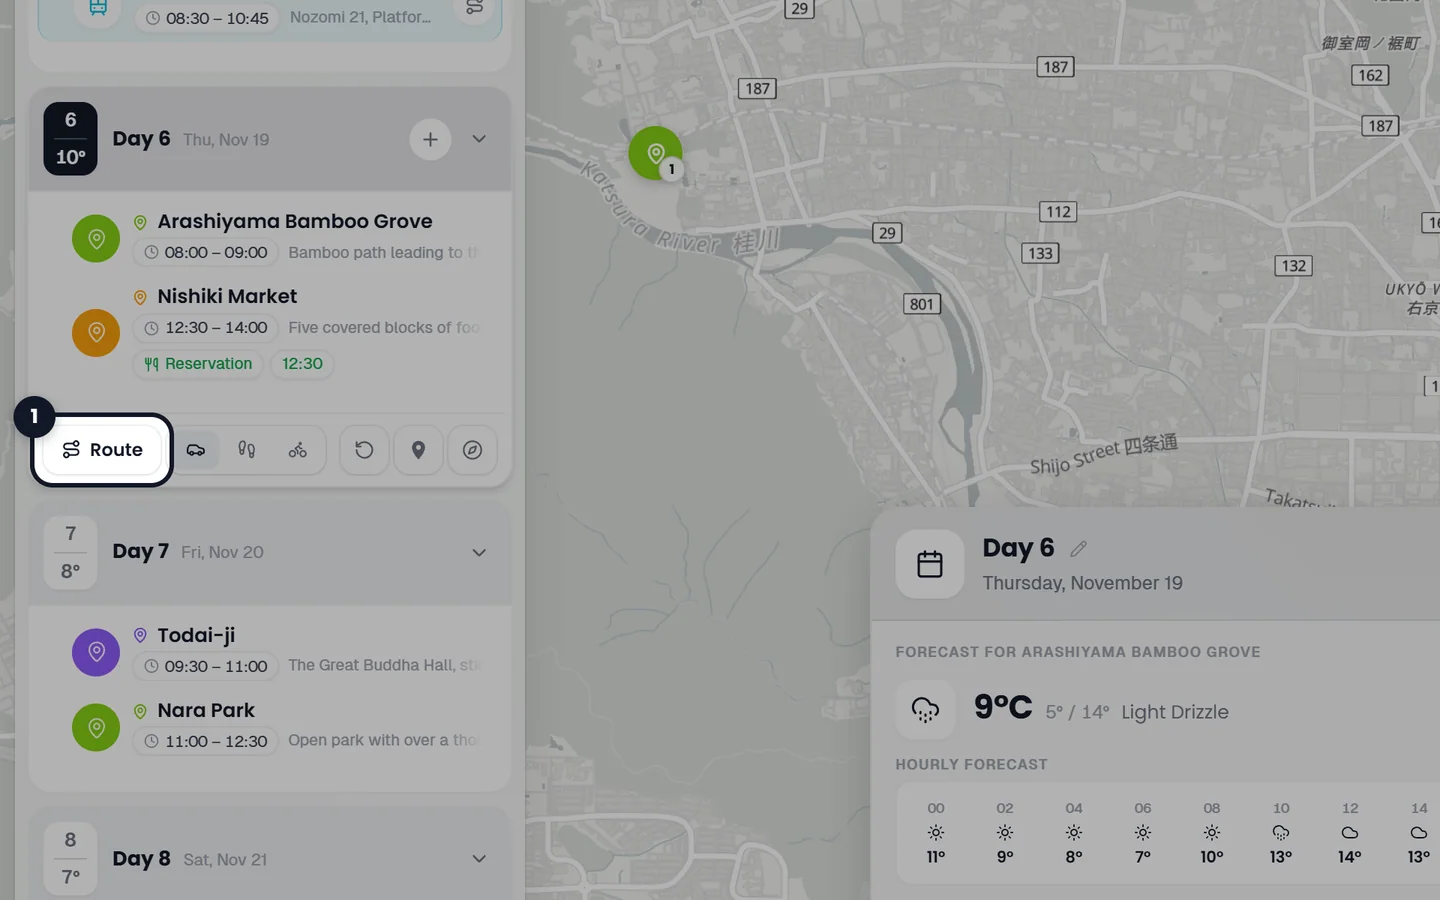 08:30 – 10:45
Nozomi 21, Platfor...
6
10°
Day 6
Thu, Nov 19
Arashiyama Bamboo Grove
08:00 – 09:00
Bamboo path leading to th
Nishiki Market
12:30 – 14:00
Five covered blocks of foo
Reservation
12:30
1
Route
7
8°
Day 7
Fri, Nov 20
Todai-ji
09:30 – 11:00
The Great Buddha Hall, sti
Nara Park
11:00 – 12:30
Open park with over a tho
8
7°
Day 8
Sat, Nov 21
29
187
187
御室岡ノ裾町
162
187
1
Katsura River 桂川
29
112
133
132
801
UKYŌ
右京
Shijo Street 四条通
Day 6
Thursday, November 19
FORECAST FOR ARASHIYAMA BAMBOO GROVE
9°C
5° / 14°
Light Drizzle
HOURLY FORECAST
00 02 04 06 08 10 12 14
11° 9° 8° 7° 10° 13° 14° 13°